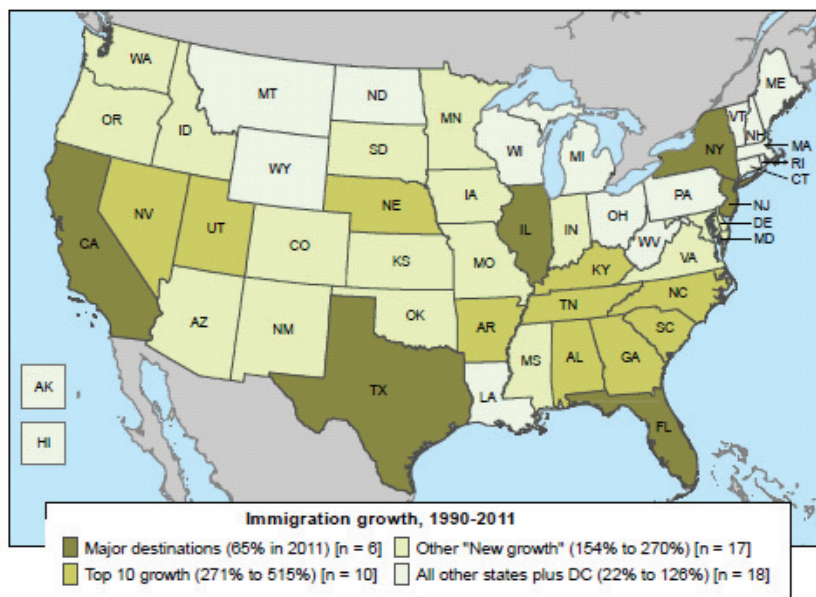 WA
MT
ND
ME
OR
ID
MN
VT
NH
SD
WI
MI
NY
MA
RI
CT
WY
IA
PA
NJ
NV
UT
NE
IL
IN
OH
DE
MD
CA
CO
KS
MO
WV
VA
KY
AZ
NM
OK
AR
TN
NC
SC
MS
AL
GA
TX
LA
FL
AK
HI
Immigration growth, 1990-2011
Major destinations (65% in 2011) [n = 6]
Other "New growth" (154% to 270%) [n = 17]
Top 10 growth (271% to 515%) [n = 10]
All other states plus DC (22% to 126%) [n = 18]